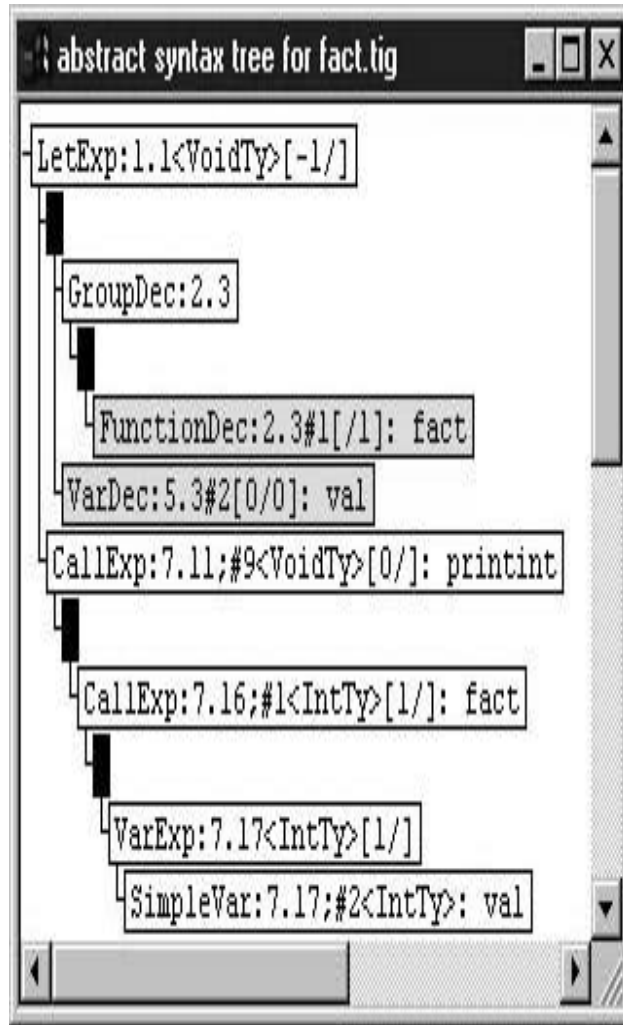 abstract syntax tree for fact.tig
LetExp:1.1<VoidTy>[-1/]
GroupDec:2.3
FunctionDec:2.3#1[/1]: fact
VarDec:5.3#2[0/0]: val
CallExp:7.11;#9<VoidTy>[0/]: printint
CallExp:7.16;#1<IntTy>[1/]: fact
VarExp:7.17<IntTy>[1/]
SimpleVar:7.17;#2<IntTy>: val